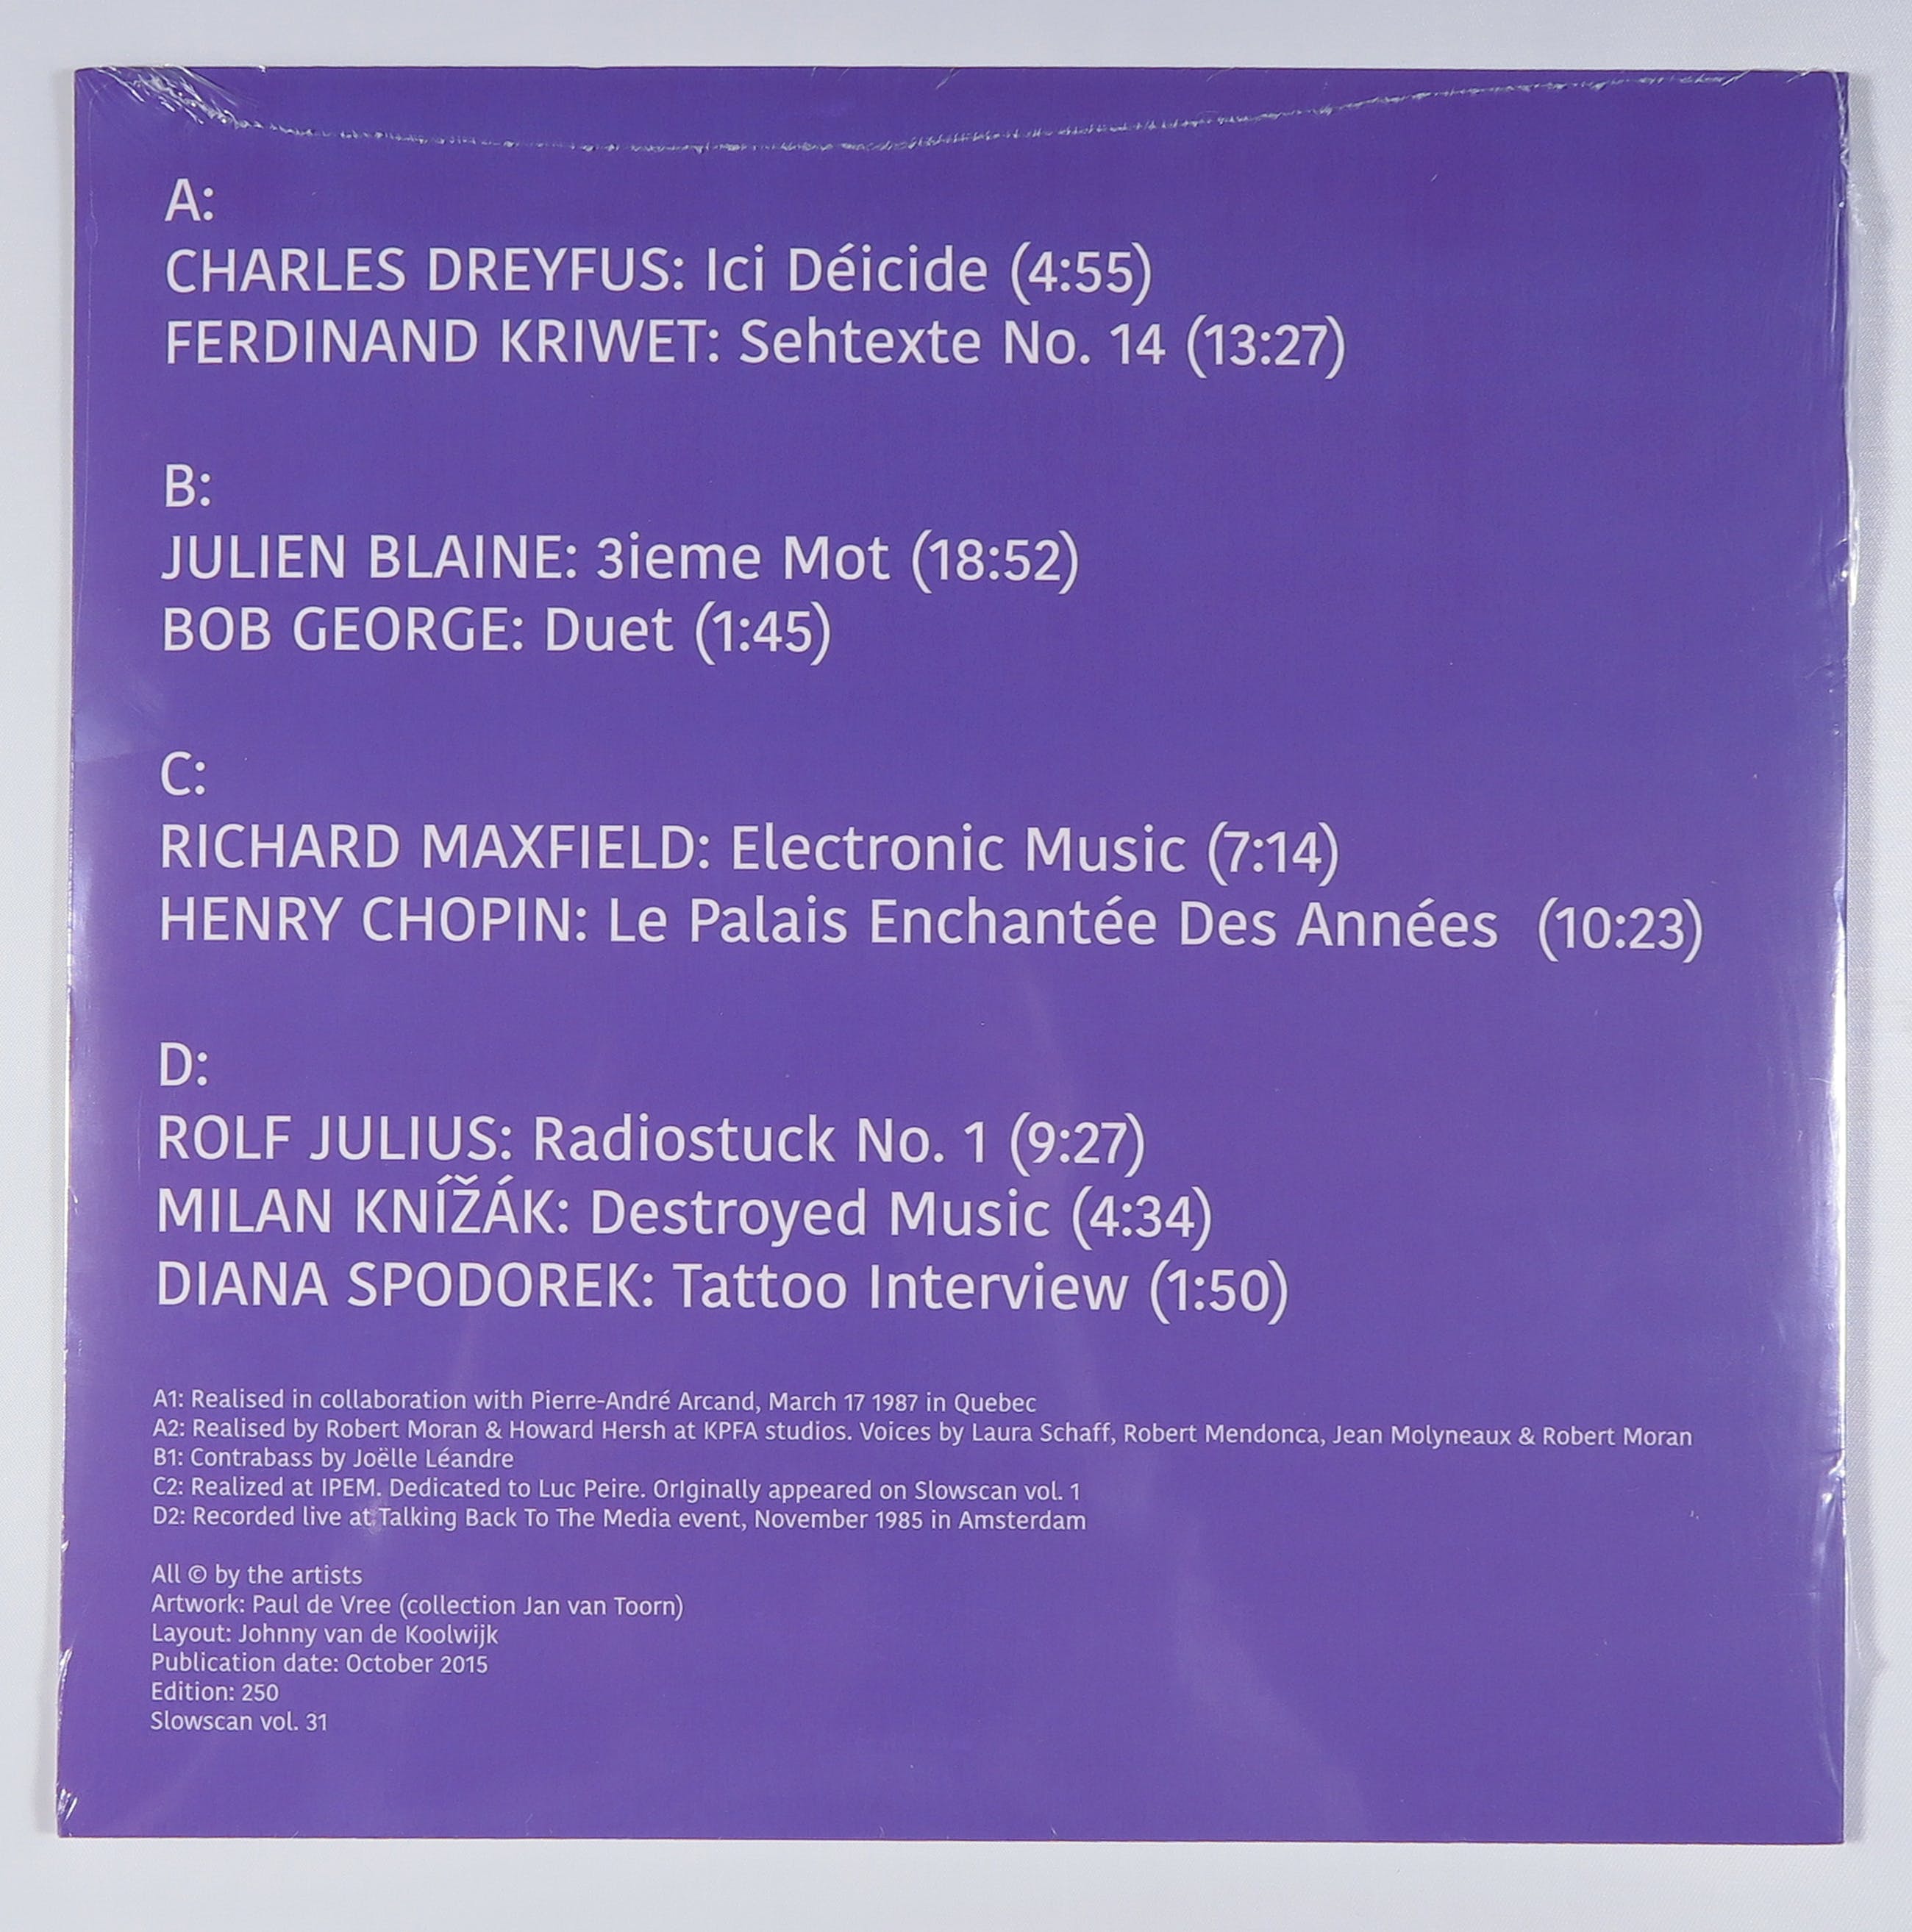 A:
CHARLES DREYFUS: Ici Déicide (4:55)
FERDINAND KRIWET: Sehtexte No. 14 (13:27)
B:
JULIEN BLAINE: 3ieme Mot (18:52)
BOB GEORGE: Duet (1:45)
C:
RICHARD MAXFIELD: Electronic Music (7:14)
HENRY CHOPIN: Le Palais Enchantée Des Années (10:23)
D:
ROLF JULIUS: Radiostuck No. 1 (9:27)
MILAN KNÍŽÁK: Destroyed Music (4:34)
DIANA SPODOREK: Tattoo Interview (1:50)
A1: Realised in collaboration with Pierre-André Arcand, March 17 1987 in Quebec
A2: Realised by Robert Moran & Howard Hersh at KPFA studios. Voices by Laura Schaff, Robert Mendonca, Jean Molyneaux & Robert Moran
B1: Contrabass by Joëlle Léandre
C2: Realized at IPEM. Dedicated to Luc Peire. OrIginally appeared on Slowscan vol. 1
D2: Recorded live at Talking Back To The Media event, November 1985 in Amsterdam
All © by the artists
Artwork: Paul de Vree (collection Jan van Toorn)
Layout: Johnny van de Koolwijk
Publication date: October 2015
Edition: 250
Slowscan vol. 31